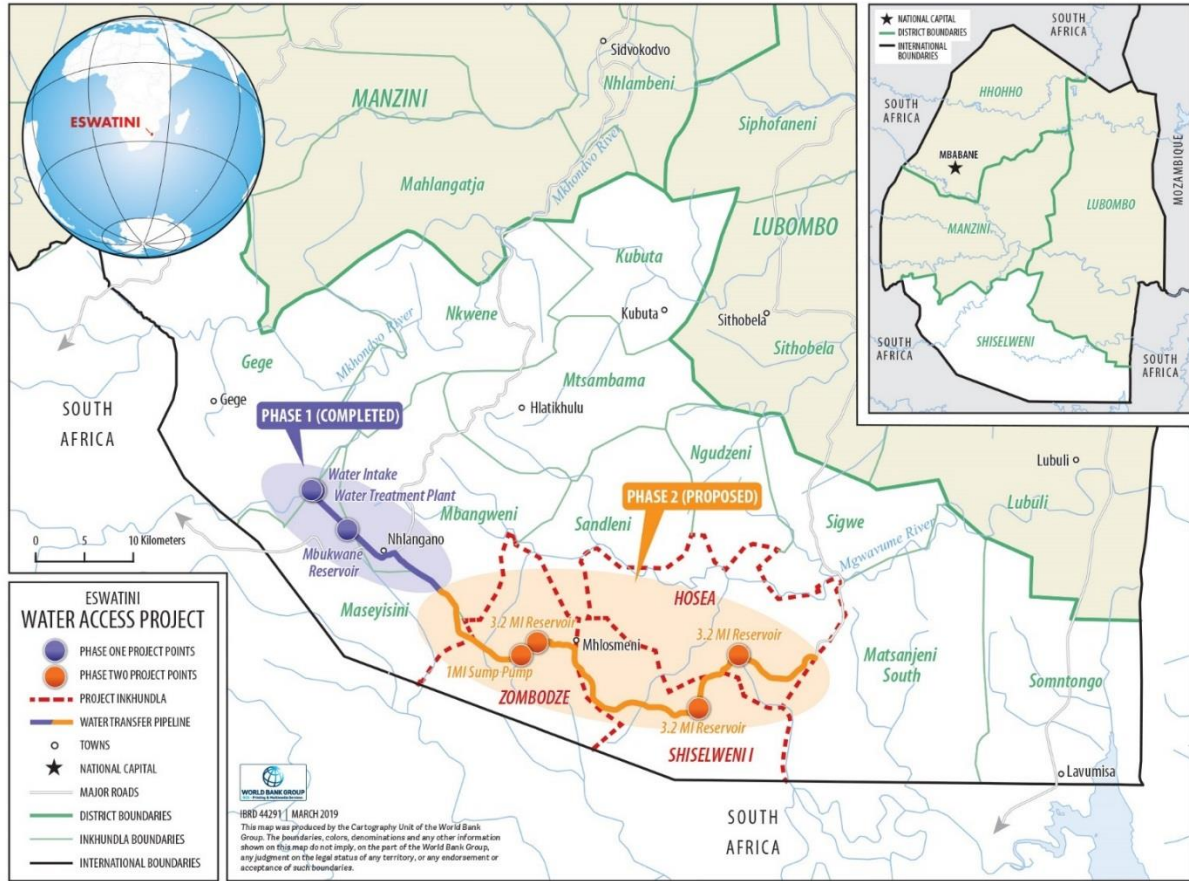 ESWATINI
MANZINI
Sidvokodvo
Nhlambeni
Siphofaneni
Mahlangatja
Mkhondvo River
LUBOMBO
Kubuta
Kubuta
Nkwene
Sithobela
Sithobela
Gege
Mkhondvo River
Mtsambama
Gege
Hlatikhulu
SOUTH
AFRICA
PHASE 1 (COMPLETED)
Ngudzeni
Lubuli
Water Intake
Water Treatment Plant
PHASE 2 (PROPOSED)
Lubuli
Mbangweni
Sandleni
Sigwe
Mbukwane
Reservoir
Nhlangano
Mgwavume River
0 5 10 Kilometers
Maseyisini
HOSEA
3.2 Ml Reservoir
3.2 Ml Reservoir
Mhlosmeni
1Ml Sump Pump
Matsanjeni
South
Somntongo
ZOMBODZE
3.2 Ml Reservoir
SHISELWENI I
Lavumisa
SOUTH
AFRICA
NATIONAL CAPITAL
DISTRICT BOUNDARIES
INTERNATIONAL
BOUNDARIES
SOUTH
AFRICA
HHOHHO
SOUTH
AFRICA
MBABANE
MOZAMBIQUE
LUBOMBO
MANZINI
SOUTH
AFRICA
SHISELWENI
SOUTH
AFRICA
ESWATINI
WATER ACCESS PROJECT
PHASE ONE PROJECT POINTS
PHASE TWO PROJECT POINTS
PROJECT INKHUNDLA
WATER TRANSFER PIPELINE
TOWNS
NATIONAL CAPITAL
MAJOR ROADS
DISTRICT BOUNDARIES
INKHUNDLA BOUNDARIES
INTERNATIONAL BOUNDARIES
WORLD BANK GROUP
IBRD 44291 | MARCH 2019
This map was produced by the Cartography Unit of the World Bank
Group. The boundaries, colors, denominations and any other information
shown on this map do not imply, on the part of the World Bank Group,
any judgment on the legal status of any territory, or any endorsement or
acceptance of such boundaries.